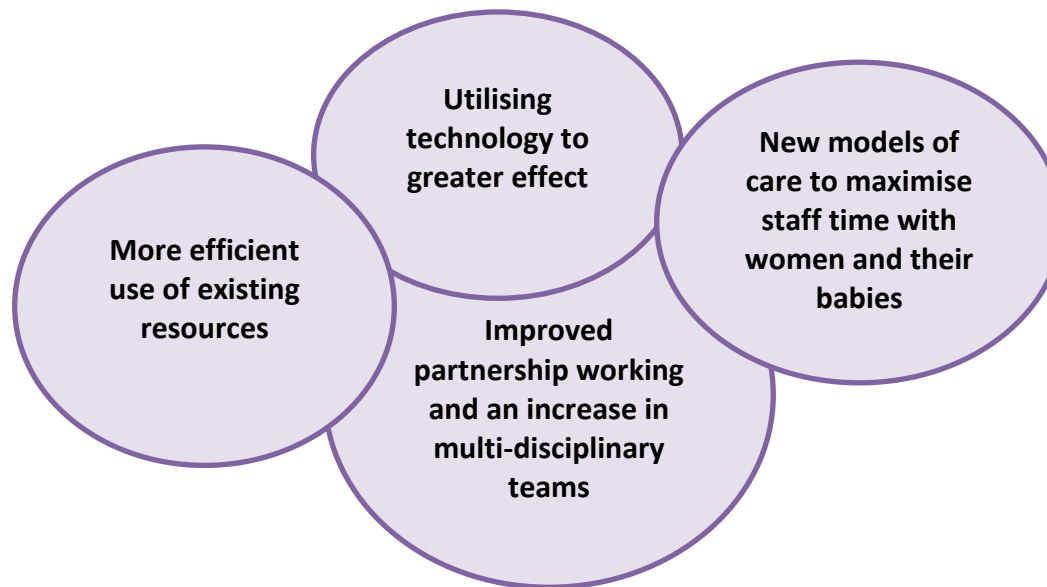 Utilising
technology to
greater effect
New models of
care to maximise
staff time with
women and their
babies
More efficient
use of existing
resources
Improved
partnership working
and an increase in
multi-disciplinary
teams